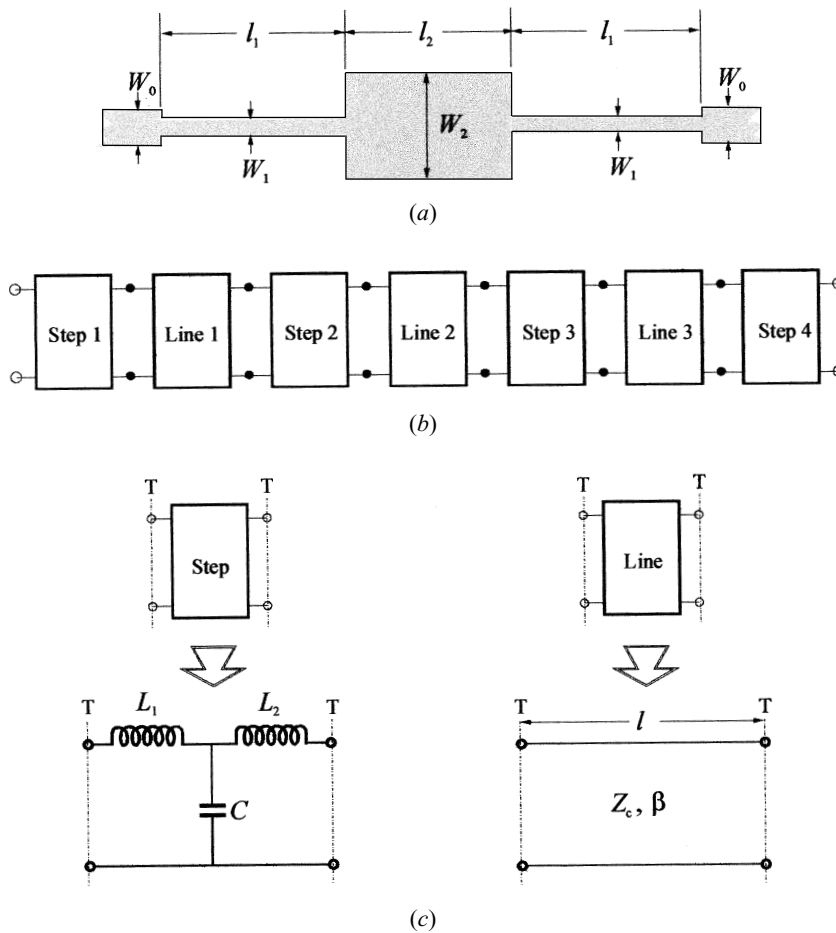 l₁ l₂ l₁
W₀ W₀
W₂
W₁ W₁
(a)
Step 1 Line 1 Step 2 Line 2 Step 3 Line 3 Step 4
(b)
T T T T
Step Line
T L₁ L₂ T T l T
C Z_c, β
(c)